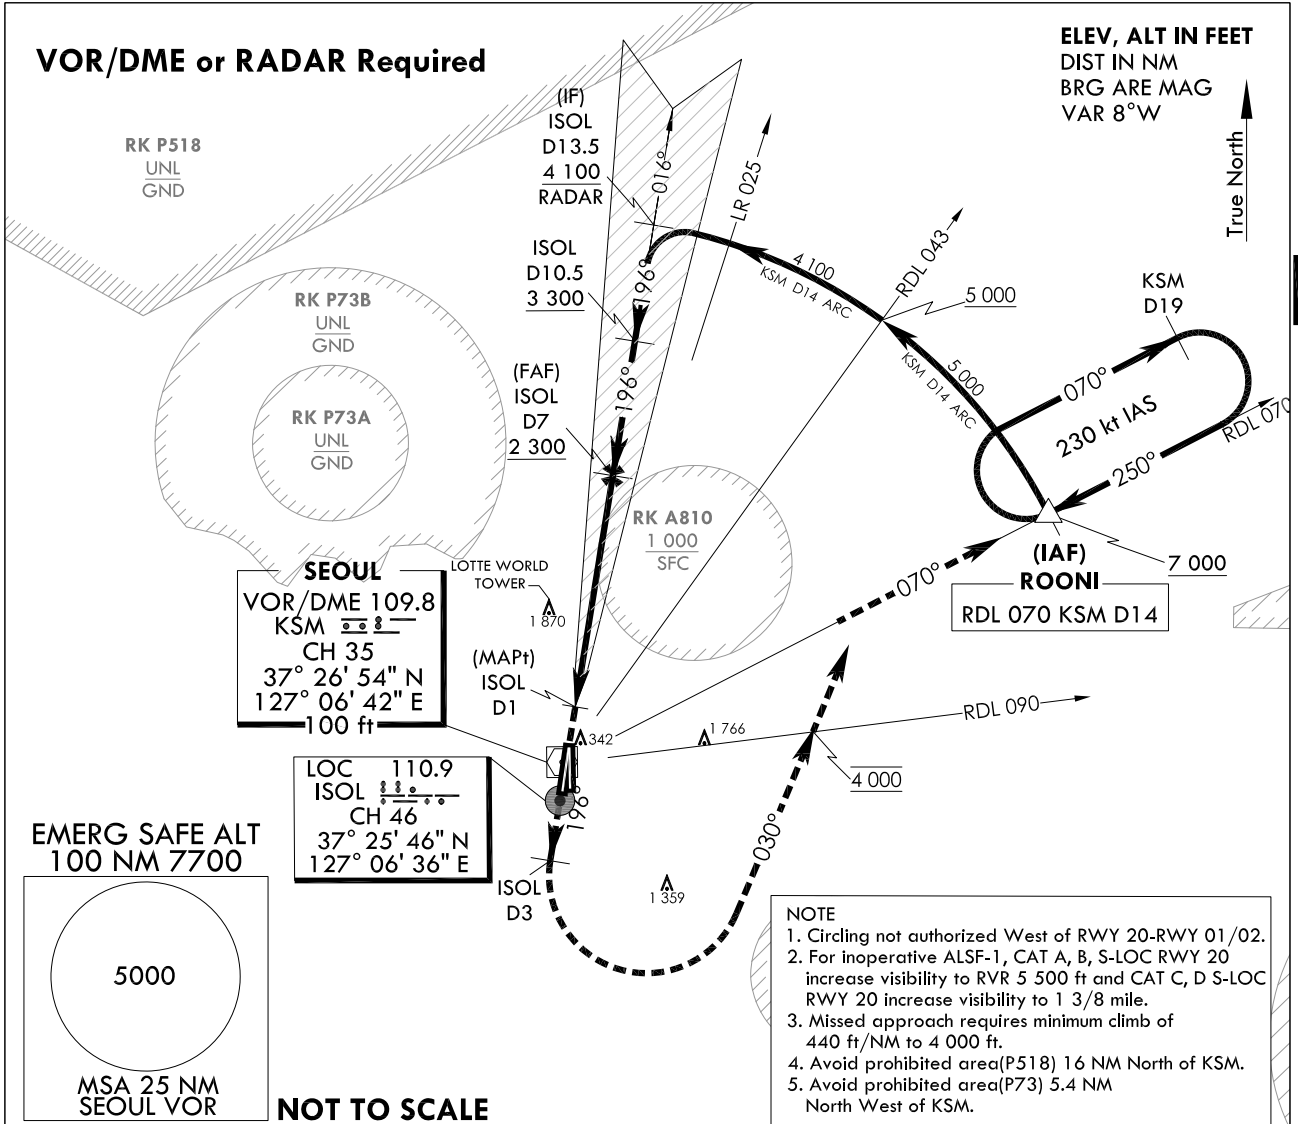 VOR/DME or RADAR Required
ELEV, ALT IN FEET
DIST IN NM
BRG ARE MAG
VAR 8°W
True North
RK P518
UNL
GND
(IF)
ISOL
D13.5
4 100
RADAR
016°
LR 025
ISOL
D10.5
3 300
196°
4 100
KSM D14 ARC
RDL 043
5 000
5 000
KSM D14 ARC
KSM
D19
070°
230 kt IAS
RDL 070
250°
RK P73B
UNL
GND
RK P73A
UNL
GND
(FAF)
ISOL
D7
2 300
196°
RK A810
1 000
SFC
(IAF)
ROONI
RDL 070 KSM D14
7 000
070°
LOTTE WORLD
TOWER
1 870
SEOUL
VOR/DME 109.8
KSM
CH 35
37° 26' 54" N
127° 06' 42" E
100 ft
(MAPt)
ISOL
D1
342
1 766
RDL 090
4 000
LOC 110.9
ISOL
CH 46
37° 25' 46" N
127° 06' 36" E
196°
030°
ISOL
D3
1 359
EMERG SAFE ALT
100 NM 7700
5000
MSA 25 NM
SEOUL VOR
NOT TO SCALE
NOTE
1. Circling not authorized West of RWY 20-RWY 01/02.
2. For inoperative ALSF-1, CAT A, B, S-LOC RWY 20
increase visibility to RVR 5 500 ft and CAT C, D S-LOC
RWY 20 increase visibility to 1 3/8 mile.
3. Missed approach requires minimum climb of
440 ft/NM to 4 000 ft.
4. Avoid prohibited area(P518) 16 NM North of KSM.
5. Avoid prohibited area(P73) 5.4 NM
North West of KSM.